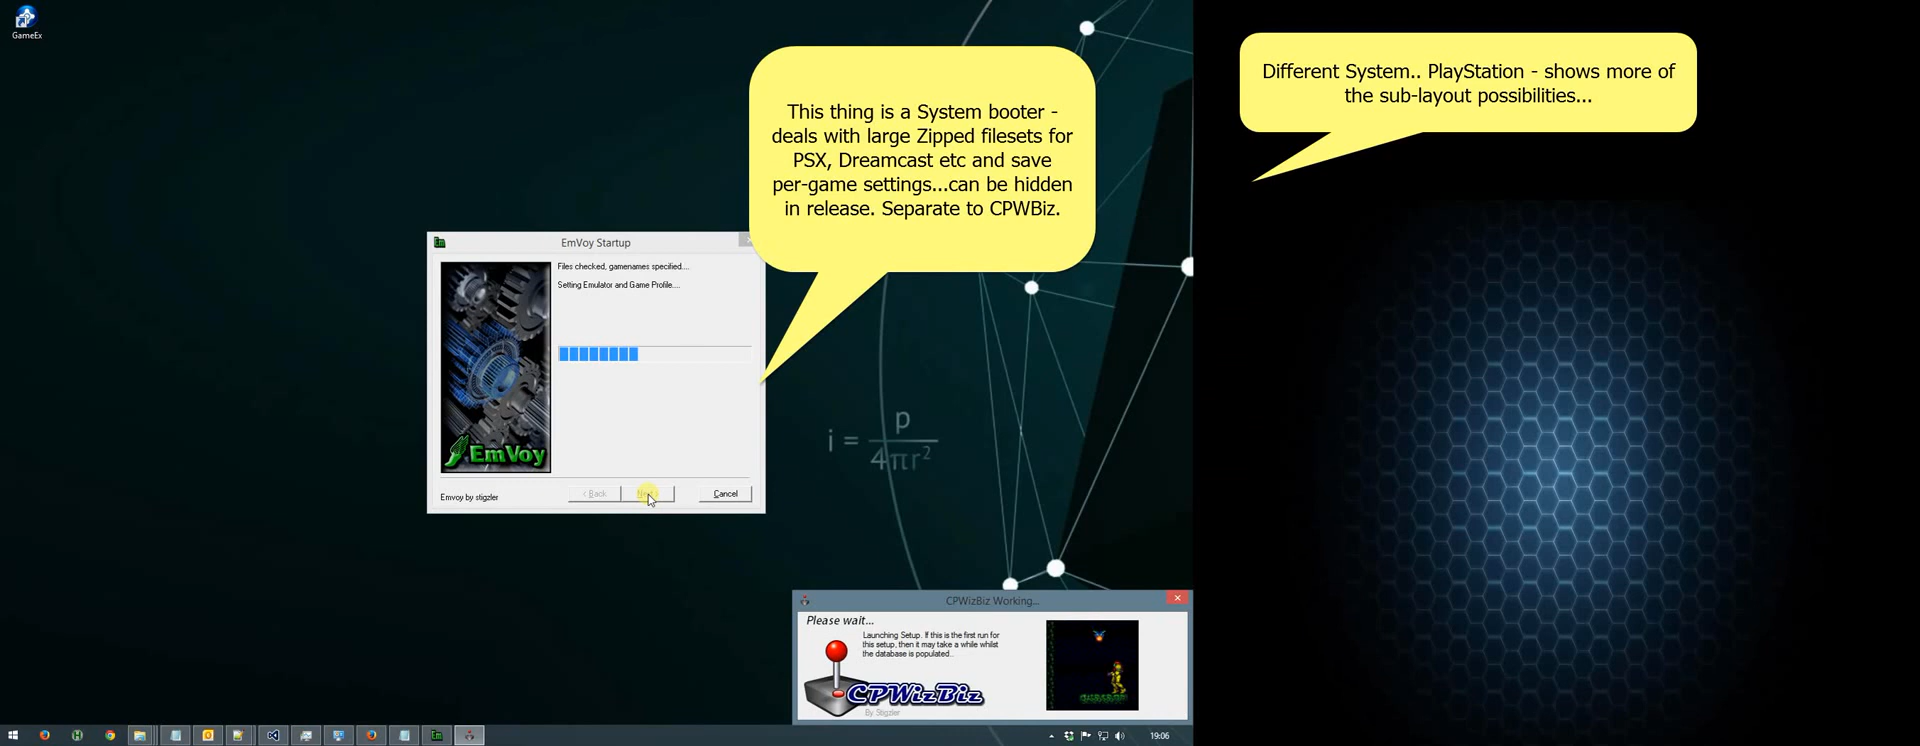 GameEx
This thing is a System booter -
deals with large Zipped filesets for
PSX, Dreamcast etc and save
per-game settings...can be hidden
in release. Separate to CPWBiz.
Different System.. PlayStation - shows more of
the sub-layout possibilities...
Em
EmVoy Startup
Files checked, gamenames specified....
Setting Emulator and Game Profile....
EmVoy
Envoy by stigzler
< Back
Cancel
i = p
4πr²
CPWizBiz Working...
Please wait...
Launching Setup. If this is the first run for
this setup, then it may take a while whilst
the database is populated..
CPWizBiz
By Stigzler
Em
19:06